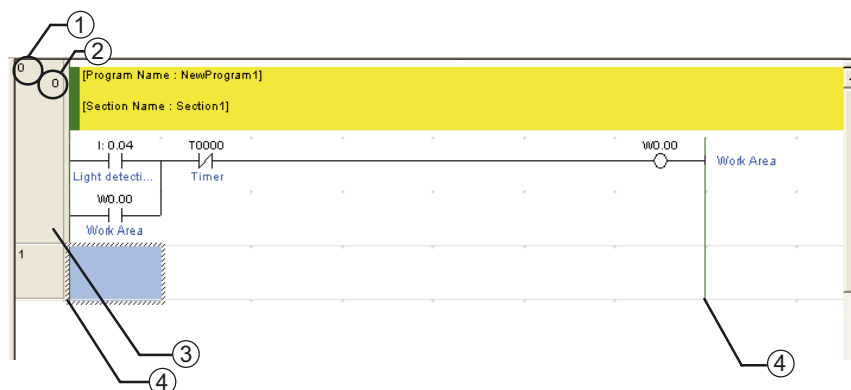 1
2
0
0
[Program Name : NewProgram1]
[Section Name : Section1]
I: 0.04
T0000
W0.00
Work Area
Light detecti...
Timer
W0.00
Work Area
1
3
4
4